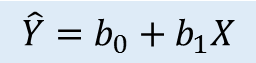 Ŷ = b₀ + b₁X